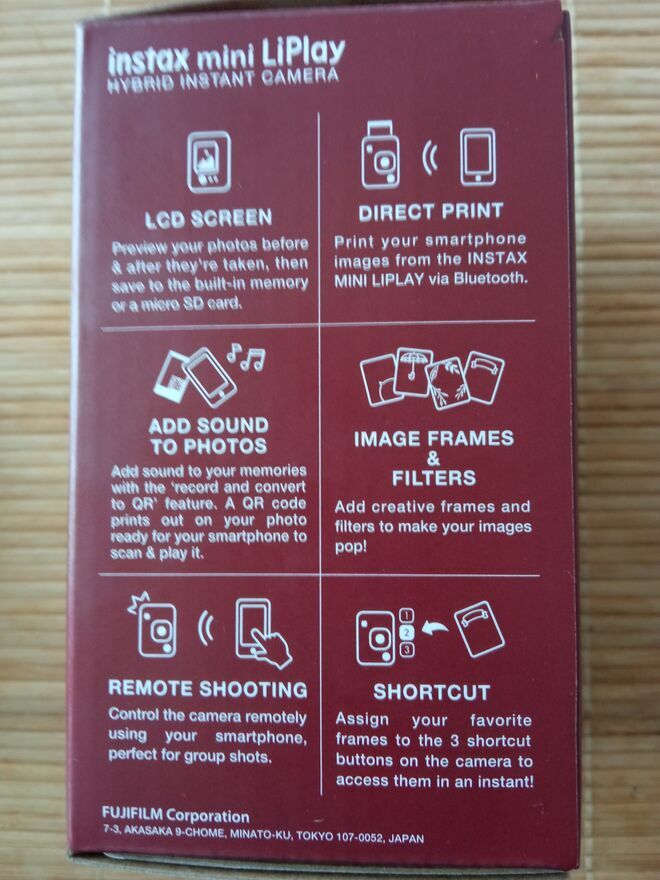 instax mini LiPlay
HYBRID INSTANT CAMERA
LCD SCREEN
Preview your photos before
& after they're taken, then
save to the built-in memory
or a micro SD card.
DIRECT PRINT
Print your smartphone
images from the INSTAX
MINI LIPLAY via Bluetooth.
ADD SOUND
TO PHOTOS
Add sound to your memories
with the 'record and convert
to QR' feature. A QR code
prints out on your photo
ready for your smartphone to
scan & play it.
IMAGE FRAMES
&
FILTERS
Add creative frames and
filters to make your images
pop!
REMOTE SHOOTING
Control the camera remotely
using your smartphone,
perfect for group shots.
1
2
3
SHORTCUT
Assign your favorite
frames to the 3 shortcut
buttons on the camera to
access them in an instant!
FUJIFILM Corporation
7-3, AKASAKA 9-CHOME, MINATO-KU, TOKYO 107-0052, JAPAN